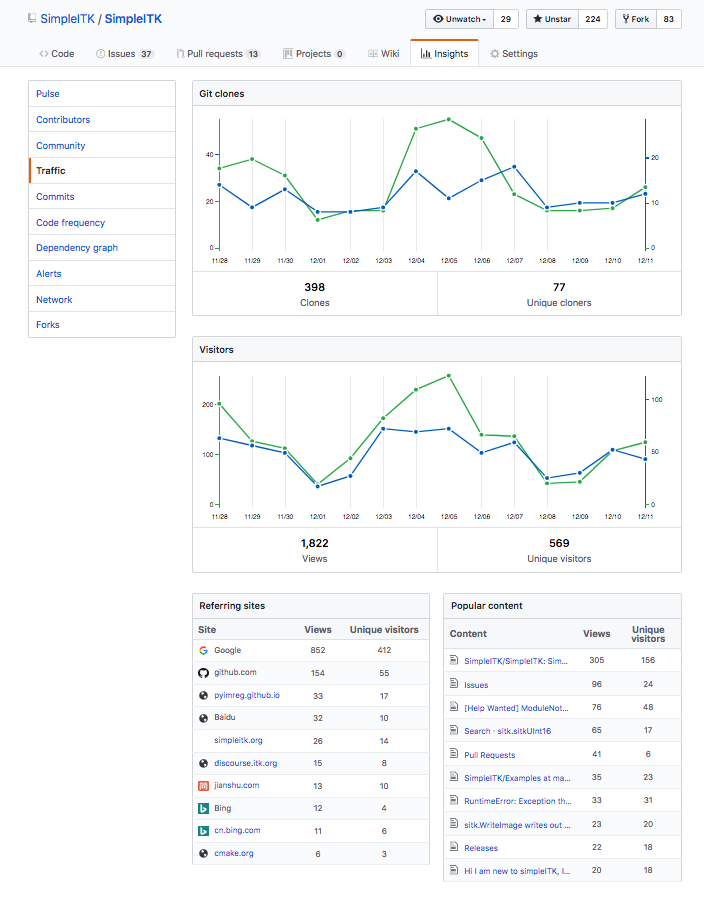 SimpleITK / SimpleITK
Unwatch 29 Unstar 224 Fork 83
Code Issues 37 Pull requests 13 Projects 0 Wiki Insights Settings
Pulse
Contributors
Community
Traffic
Commits
Code frequency
Dependency graph
Alerts
Network
Forks
Git clones
40
20
0
20
10
0
11/28 11/29 11/30 12/01 12/02 12/03 12/04 12/05 12/06 12/07 12/08 12/09 12/10 12/11
398 77
Clones Unique cloners
Visitors
200
100
0
100
50
0
11/28 11/29 11/30 12/01 12/02 12/03 12/04 12/05 12/06 12/07 12/08 12/09 12/10 12/11
1,822 569
Views Unique visitors
Referring sites
Site Views Unique visitors
Google 852 412
github.com 154 55
pyimreg.github.io 33 17
Baidu 32 10
simpleitk.org 26 14
discourse.itk.org 15 8
简 jianshu.com 13 10
Bing 12 4
cn.bing.com 11 6
cmake.org 6 3
Popular content
Content Views Unique visitors
SimpleITK/SimpleITK: Sim... 305 156
Issues 96 24
[Help Wanted] ModuleNot... 76 48
Search · sitk.sitkUInt16 65 17
Pull Requests 41 6
SimpleITK/Examples at ma... 35 23
RuntimeError: Exception th... 33 31
sitk.WriteImage writes out ... 23 20
Releases 22 18
Hi I am new to simpleITK, I... 20 18